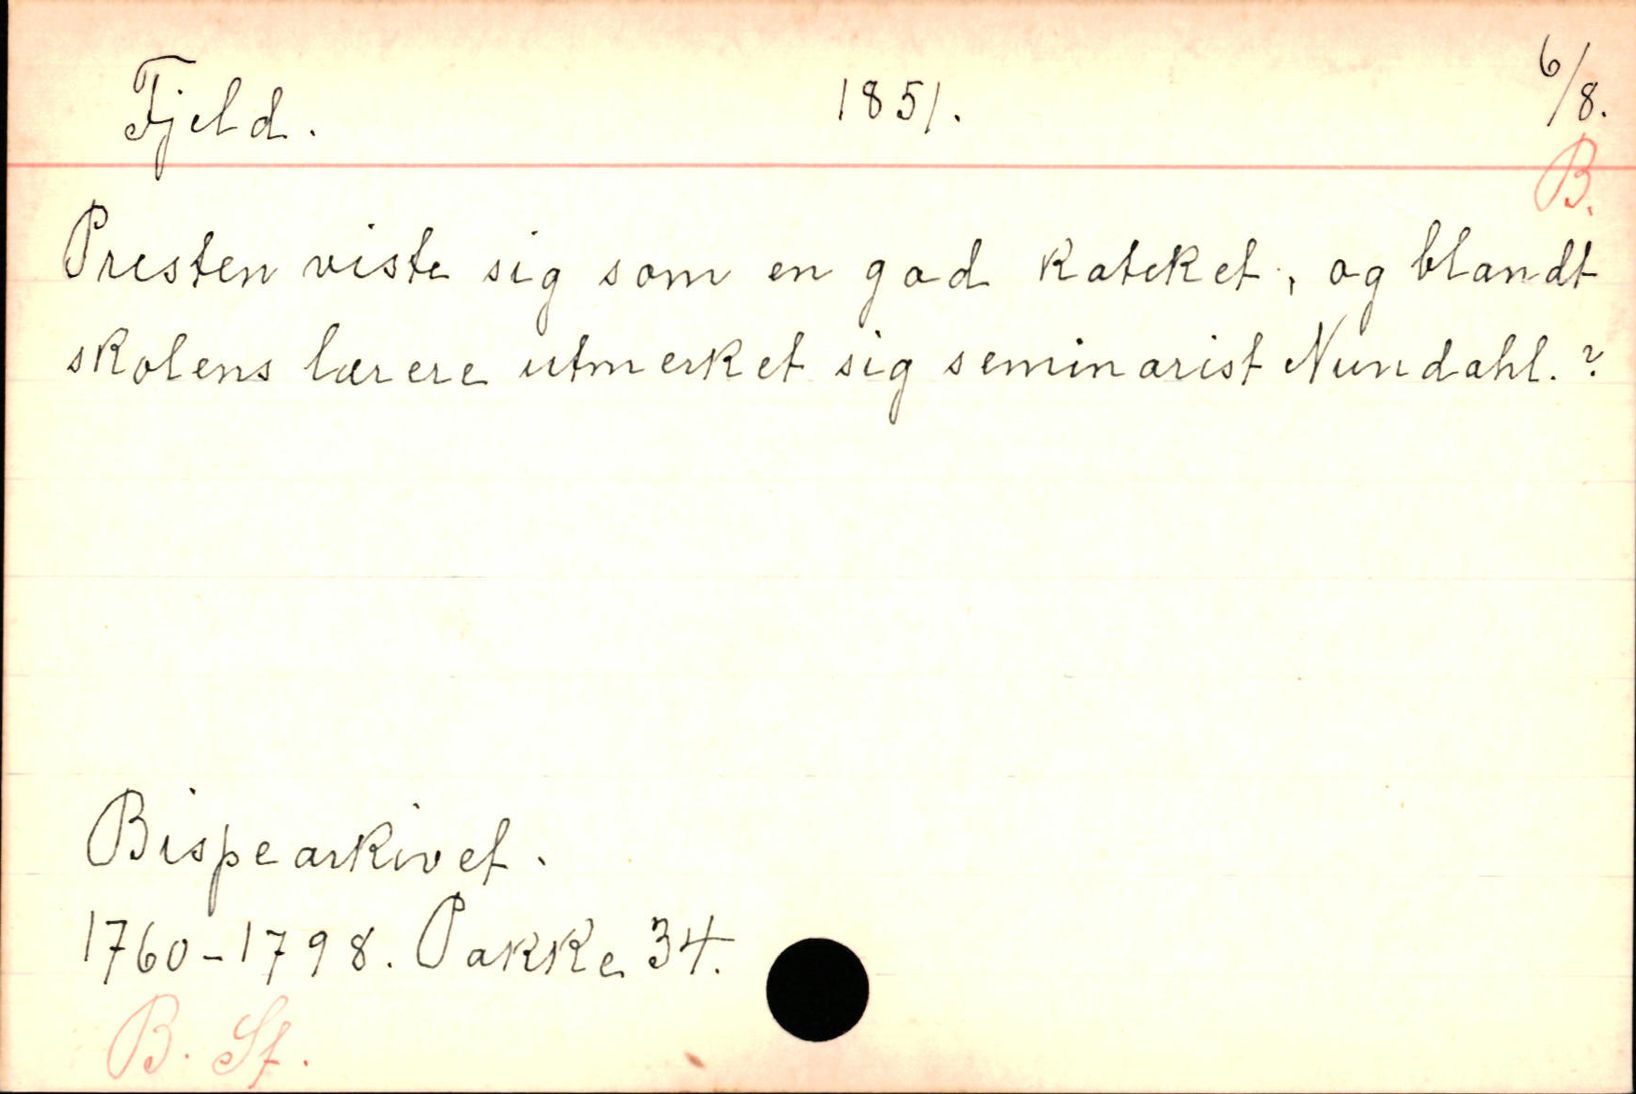 Fjeld. 1851. 6/8.
B.
Presten viste sig som en god kateket, og blandt
skolens lærere utmerket sig seminarist Nundahl.?
Bispearkivet.
1760-1798. Pakke 34.
B. Sf.